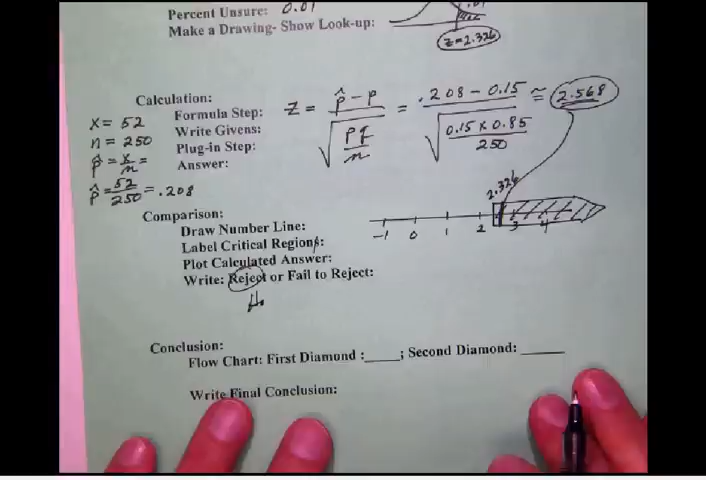 Percent Unsure: 0.01
Make a Drawing- Show Look-up:
z=2.326
Calculation:
Formula Step:
Write Givens:
Plug-in Step:
Answer:
x = 52
n = 250
p̂ = x/n =
p̂ = 52/250 = .208
Z = (p̂ − p)/√(pq/n) = (.208 − 0.15)/√(0.15 x 0.85/250) ≅ 2.568
Comparison:
Draw Number Line:
Label Critical Regions:
Plot Calculated Answer:
Write: Reject or Fail to Reject:
H₀
2.326
-1 0 1 2 3 4
Conclusion:
Flow Chart: First Diamond :____; Second Diamond: _____
Write Final Conclusion: